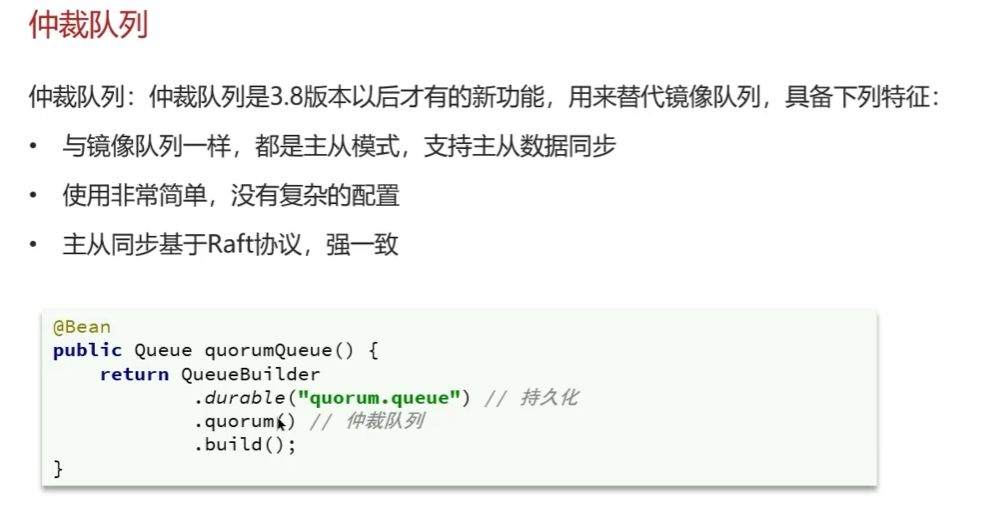 仲裁队列
仲裁队列：仲裁队列是3.8版本以后才有的新功能，用来替代镜像队列，具备下列特征：
• 与镜像队列一样，都是主从模式，支持主从数据同步
• 使用非常简单，没有复杂的配置
• 主从同步基于Raft协议，强一致
@Bean
public Queue quorumQueue() {
    return QueueBuilder
            .durable("quorum.queue") // 持久化
            .quorum() // 仲裁队列
            .build();
}